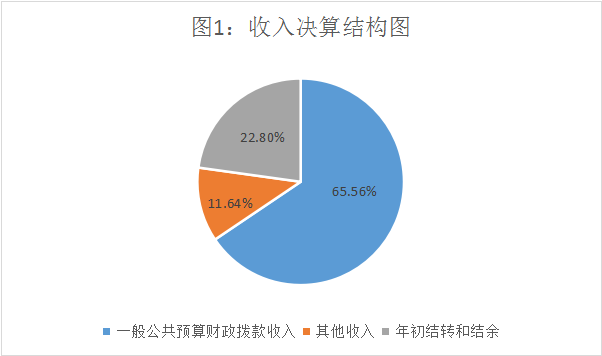 图1：收入决算结构图
22.80%
65.56%
11.64%
一般公共预算财政拨款收入 其他收入 年初结转和结余